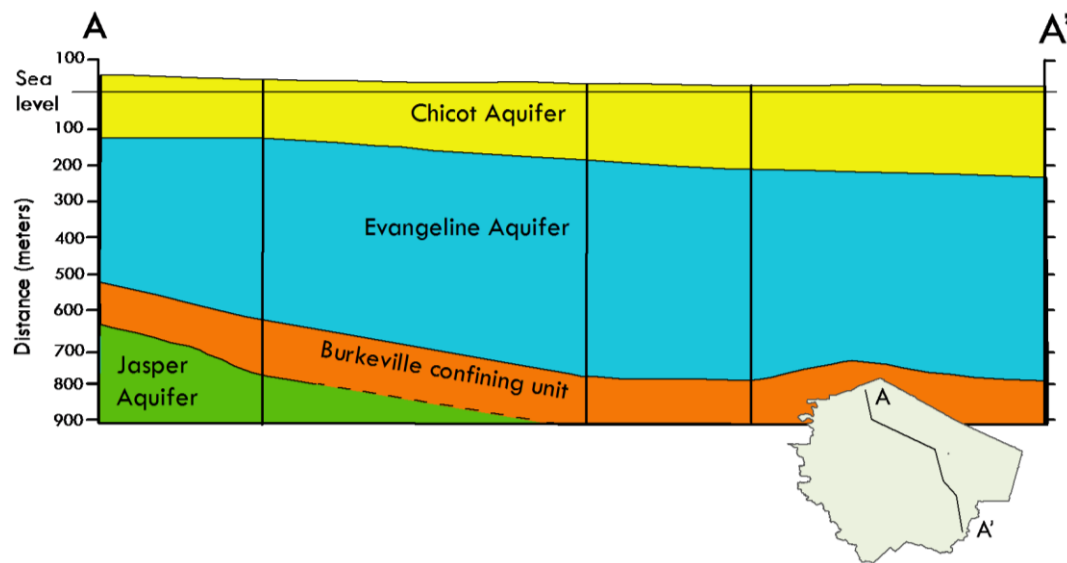 A
A'
100
Sea
level
100
200
300
400
500
600
700
800
900
Distance (meters)
Chicot Aquifer
Evangeline Aquifer
Burkeville confining unit
Jasper
Aquifer
A
A'